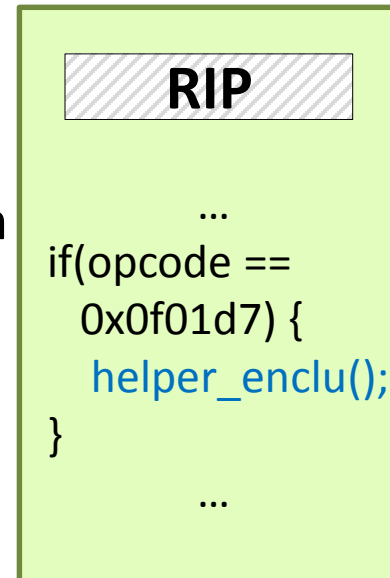 RIP
…
if(opcode ==
0x0f01d7) {
helper_enclu();
}
…